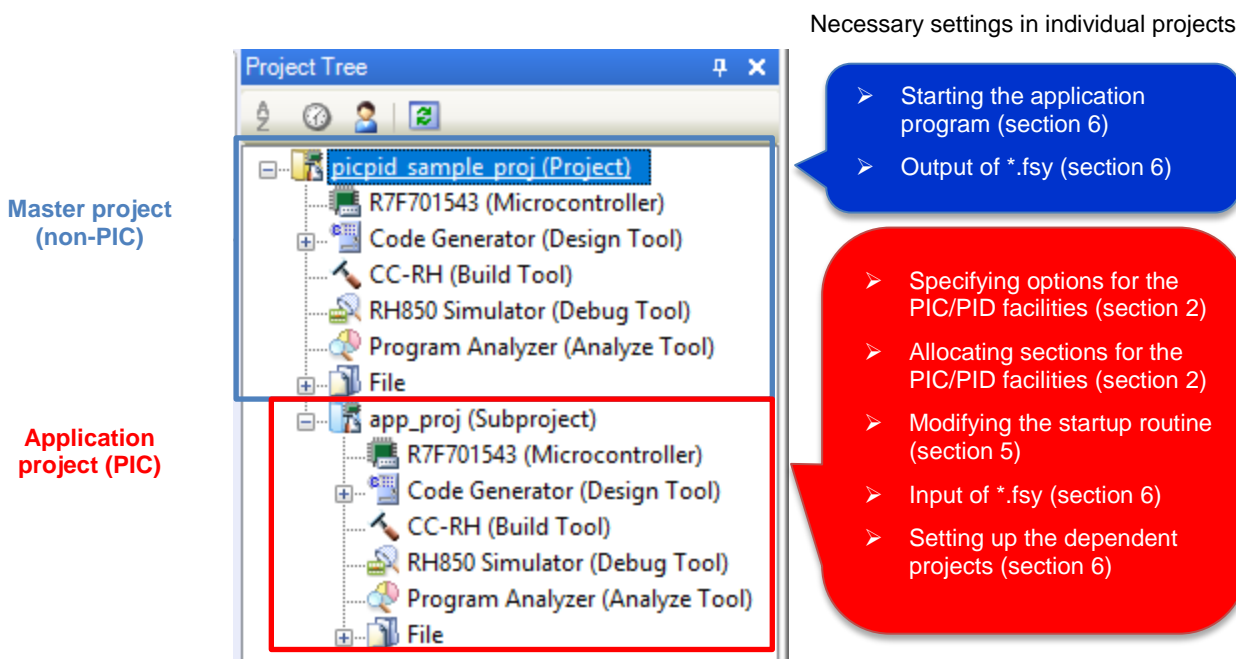 Necessary settings in individual projects
Project Tree
Master project
(non-PIC)
picpid_sample_proj (Project)
R7F701543 (Microcontroller)
Code Generator (Design Tool)
CC-RH (Build Tool)
RH850 Simulator (Debug Tool)
Program Analyzer (Analyze Tool)
File
Application
project (PIC)
app_proj (Subproject)
R7F701543 (Microcontroller)
Code Generator (Design Tool)
CC-RH (Build Tool)
RH850 Simulator (Debug Tool)
Program Analyzer (Analyze Tool)
File
➢ Starting the application
program (section 6)
➢ Output of *.fsy (section 6)
➢ Specifying options for the
PIC/PID facilities (section 2)
➢ Allocating sections for the
PIC/PID facilities (section 2)
➢ Modifying the startup routine
(section 5)
➢ Input of *.fsy (section 6)
➢ Setting up the dependent
projects (section 6)